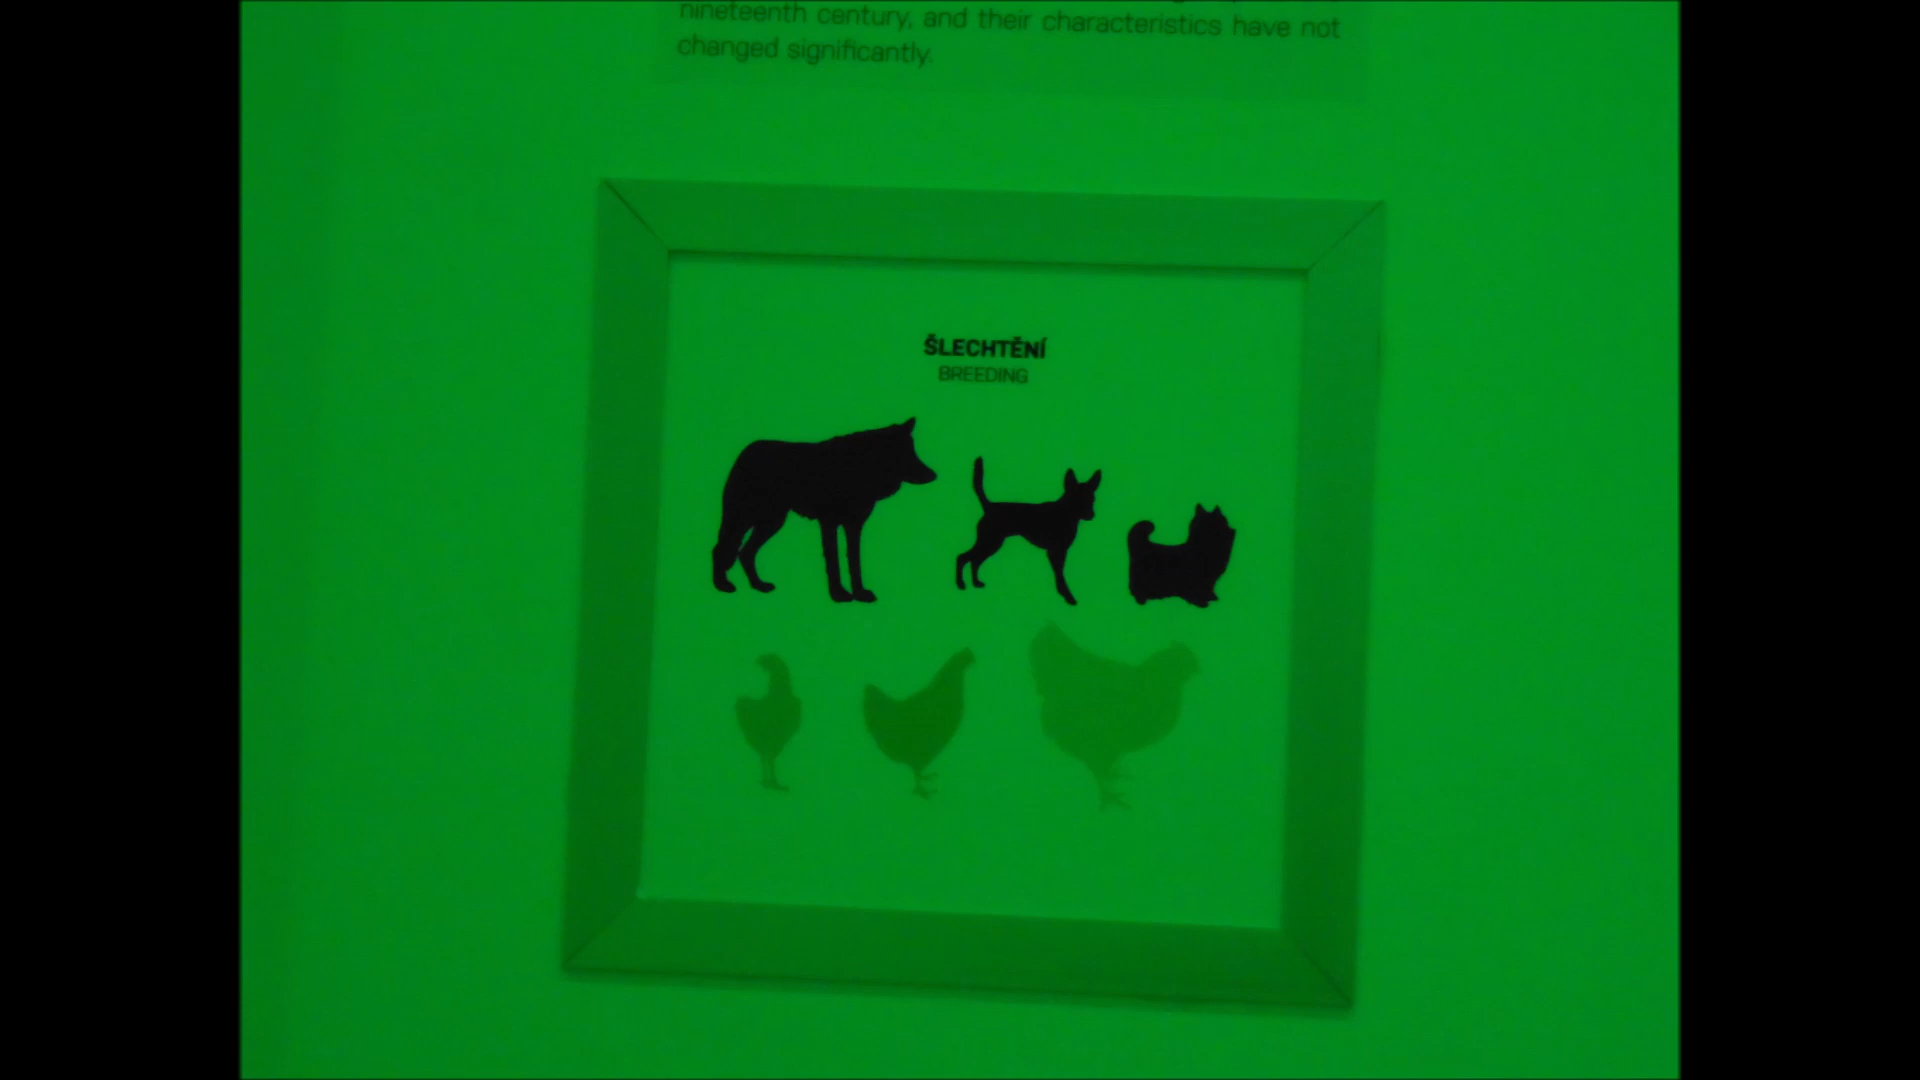 nineteenth century, and their characteristics have not
changed significantly.
ŠLECHTĚNÍ
BREEDING